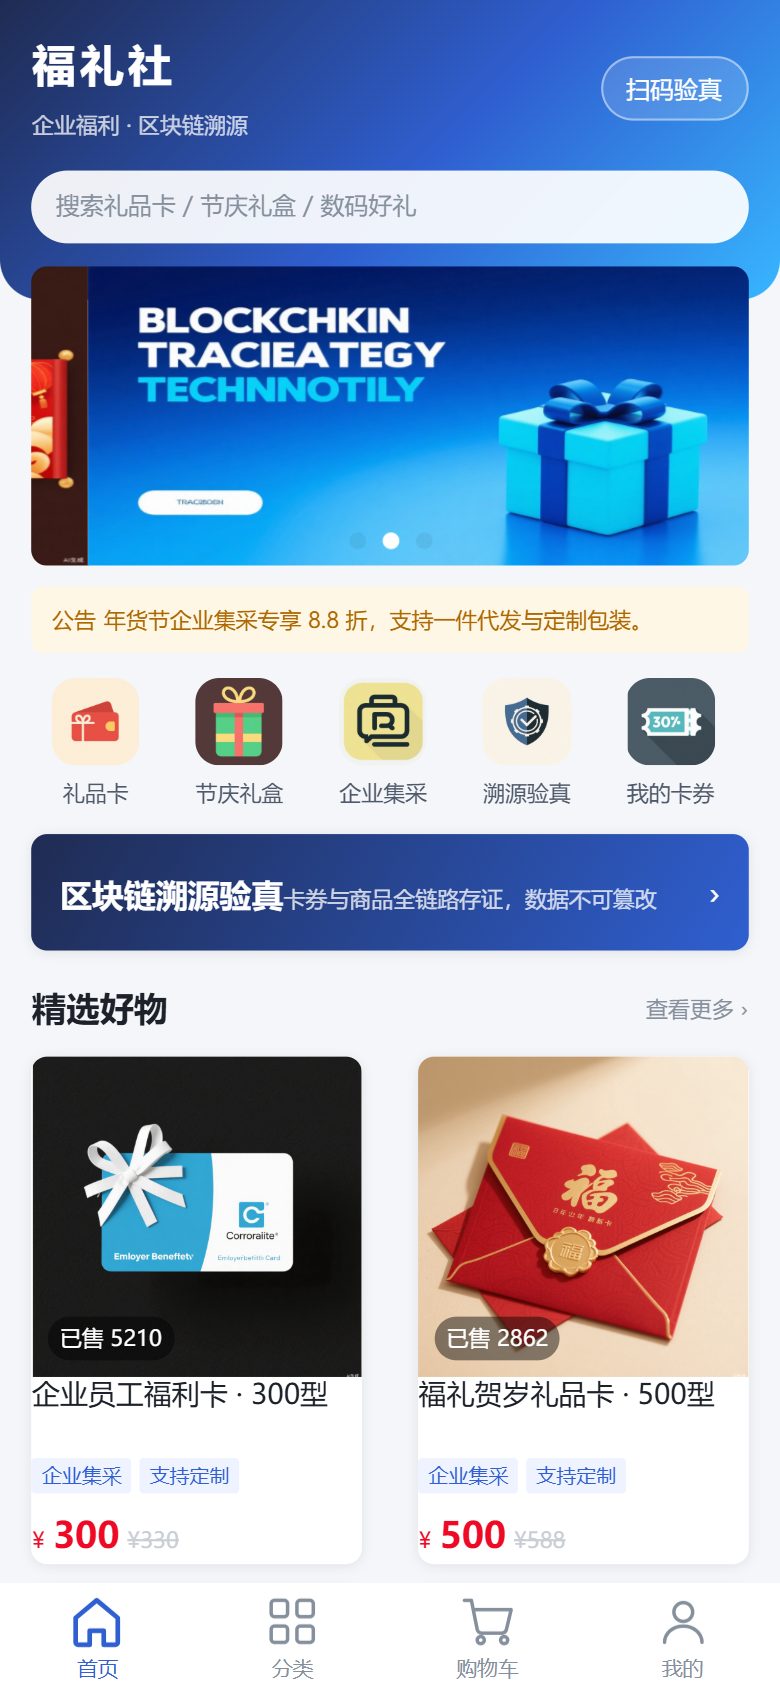 福礼社
企业福利 · 区块链溯源
扫码验真
搜索礼品卡 / 节庆礼盒 / 数码好礼
BLOCKCHKIN
TRACIEATEGY
TECHNNOTILY
公告 年货节企业集采专享 8.8 折，支持一件代发与定制包装。
30%
礼品卡
节庆礼盒
企业集采
溯源验真
我的卡券
区块链溯源验真卡券与商品全链路存证，数据不可篡改 ›
精选好物
查看更多 ›
Corroralite
Emloyer Beneffety
福
福
已售 5210
已售 2862
企业员工福利卡 · 300型
福礼贺岁礼品卡 · 500型
企业集采 支持定制
企业集采 支持定制
¥ 300 ¥330
¥ 500 ¥588
首页
分类
购物车
我的